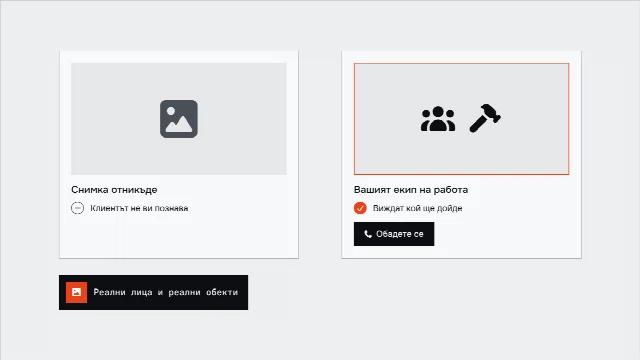 Снимка отникъде
Клиентът не ви познава
Вашият екип на работа
Виждат кой ще дойде
Обадете се
Реални лица и реални обекти